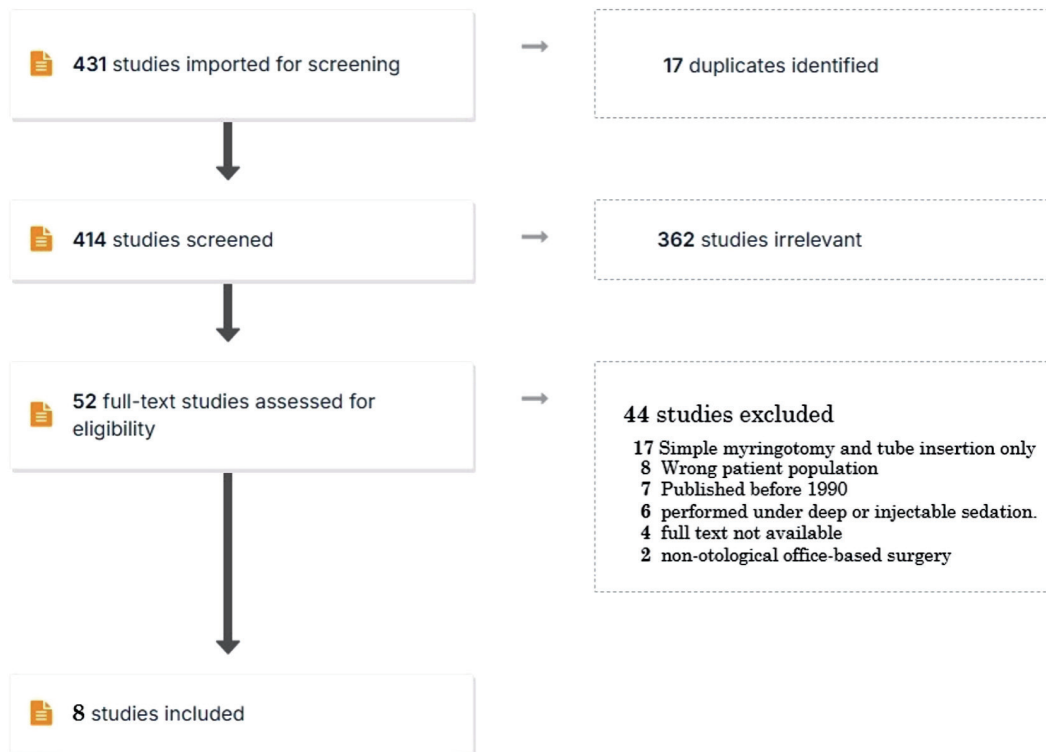 431 studies imported for screening
17 duplicates identified
414 studies screened
362 studies irrelevant
52 full-text studies assessed for
eligibility
44 studies excluded
17 Simple myringotomy and tube insertion only
8 Wrong patient population
7 Published before 1990
6 performed under deep or injectable sedation.
4 full text not available
2 non-otological office-based surgery
8 studies included